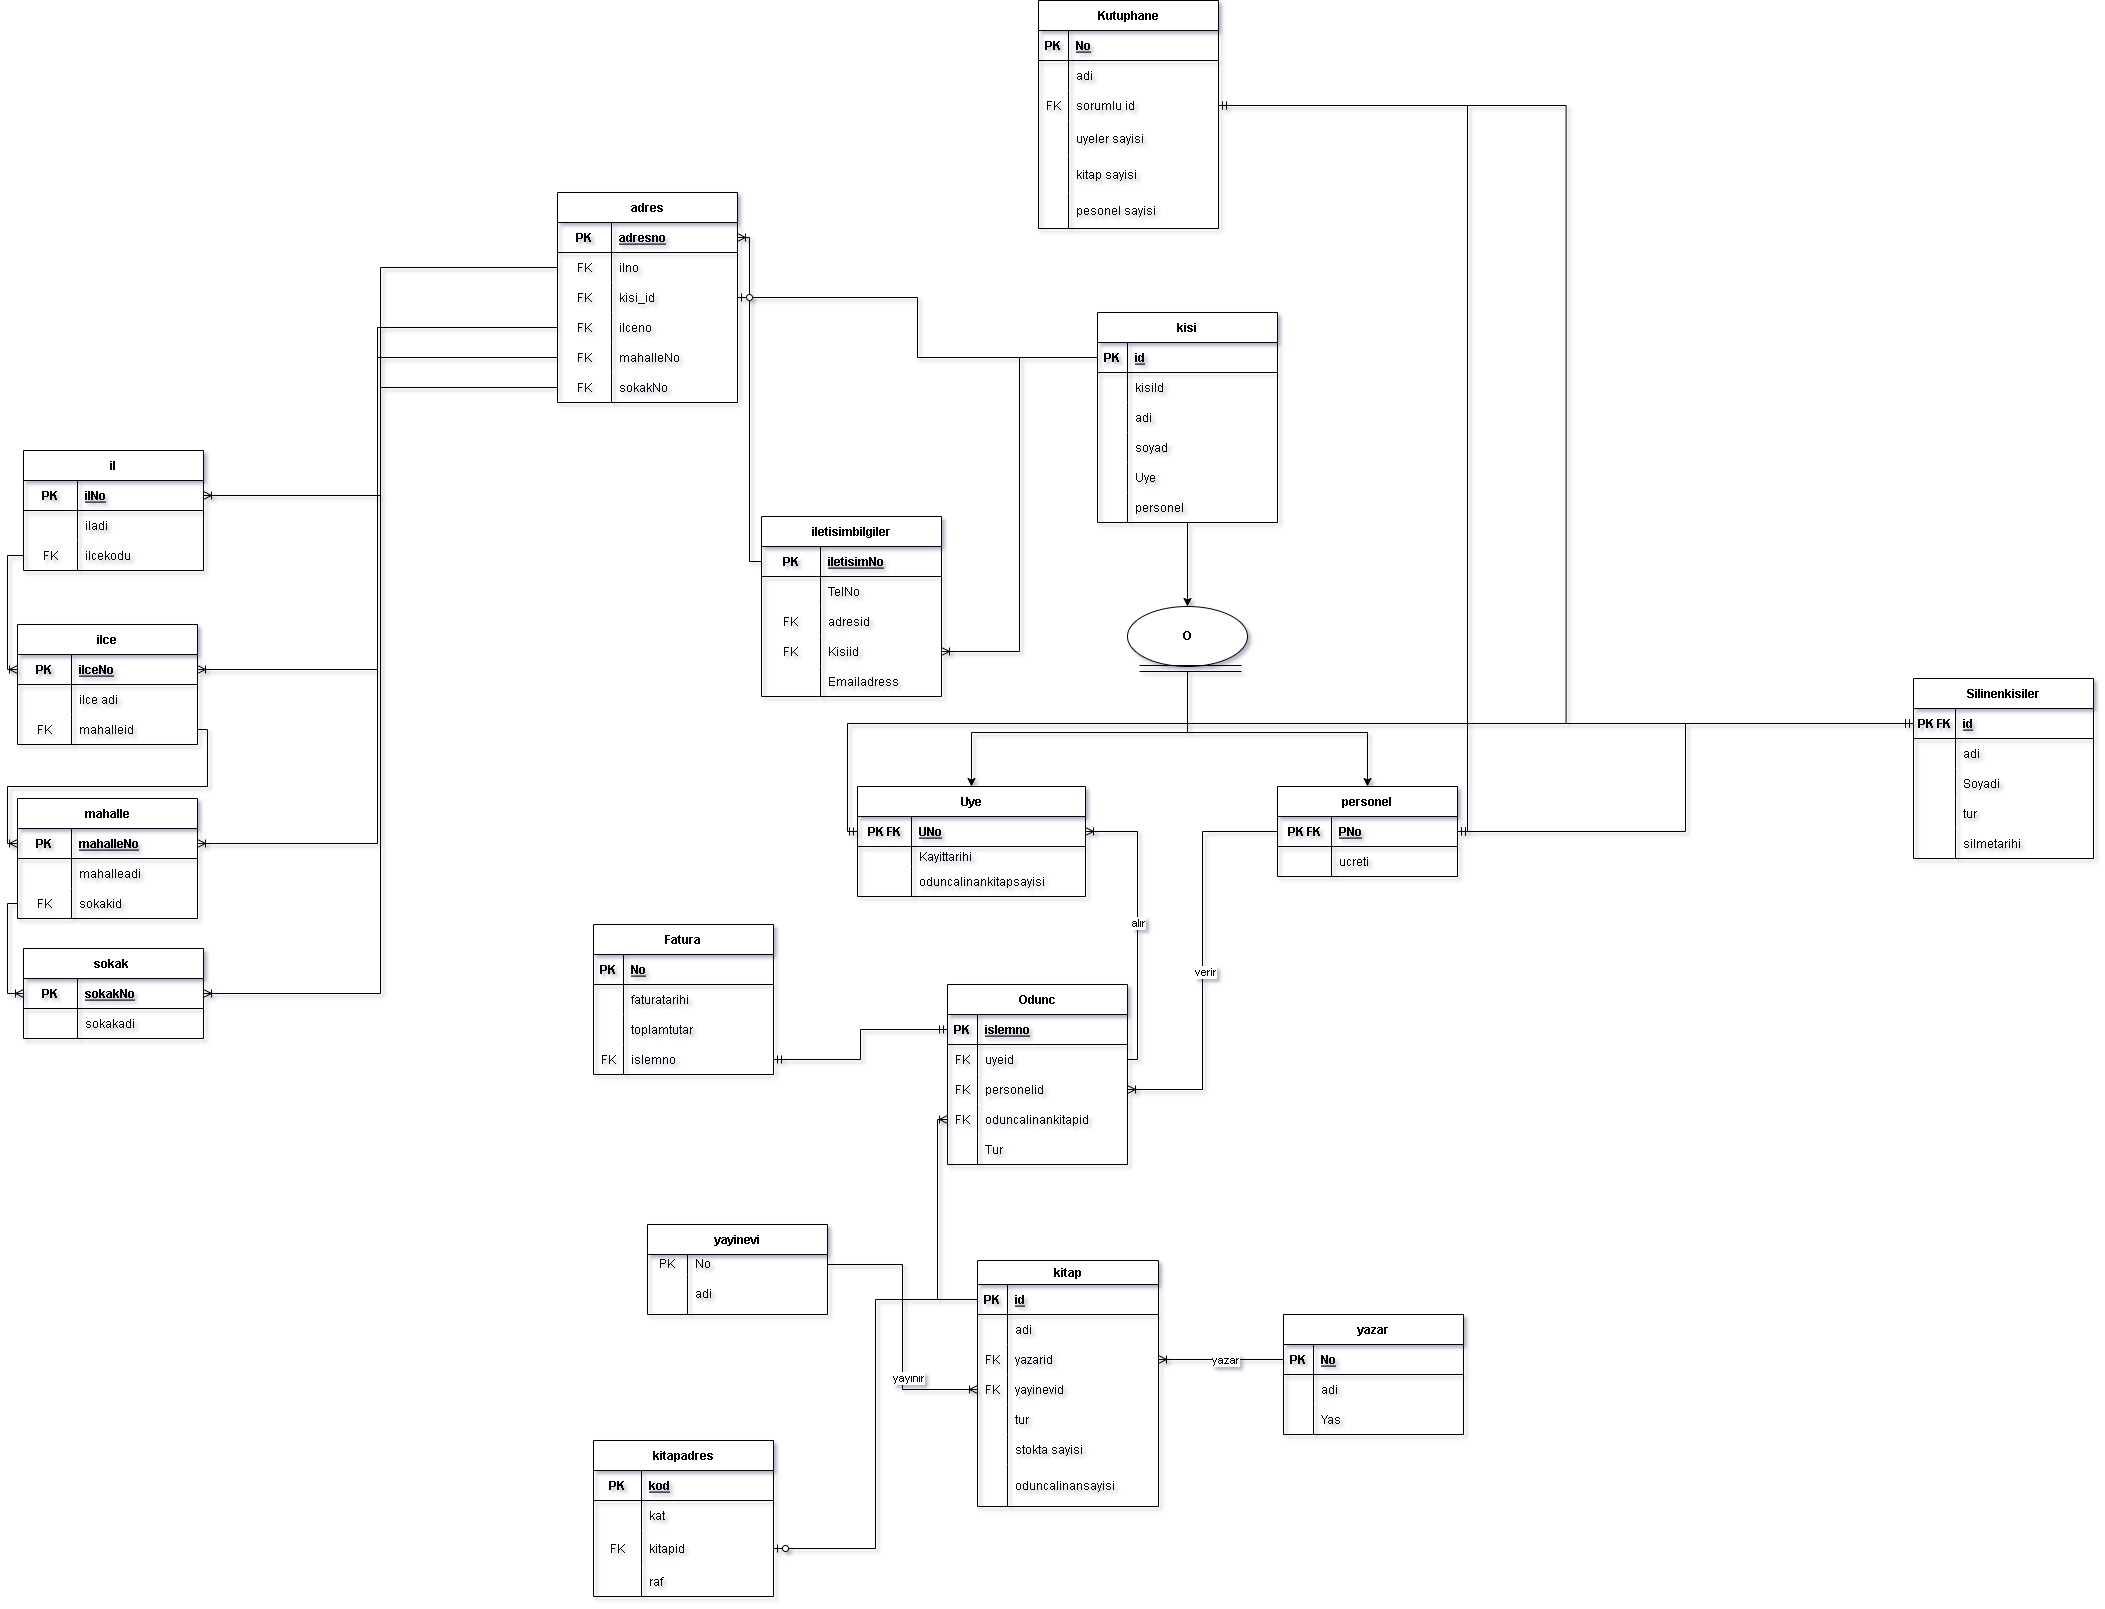 Kutuphane
PK No
adi
FK sorumlu id
uyeler sayisi
kitap sayisi
pesonel sayisi
adres
PK adresno
FK ilno
FK kisi_id
FK ilceno
FK mahalleNo
FK sokakNo
kisi
PK id
kisiId
adi
soyad
Uye
personel
il
PK ilNo
iladi
FK ilcekodu
iletisimbilgiler
PK iletisimNo
TelNo
FK adresid
FK Kisiid
Emailadress
O
ilce
PK ilceNo
ilce adi
FK mahalleid
Silinenkisiler
PK FK id
adi
Soyadi
tur
silmetarihi
mahalle
PK mahalleNo
mahalleadi
FK sokakid
Uye
PK FK UNo
Kayittarihi
oduncalinankitapsayisi
personel
PK FK PNo
ucreti
alır
verir
sokak
PK sokakNo
sokakadi
Fatura
PK No
faturatarihi
toplamtutar
FK islemno
Odunc
PK islemno
FK uyeid
FK personelid
FK oduncalinankitapid
Tur
yayinevi
PK No
adi
kitap
PK id
adi
FK yazarid
FK yayinevid
tur
stokta sayisi
oduncalinansayisi
yayınır
yazar
yazar
PK No
adi
Yas
kitapadres
PK kod
kat
FK kitapid
raf